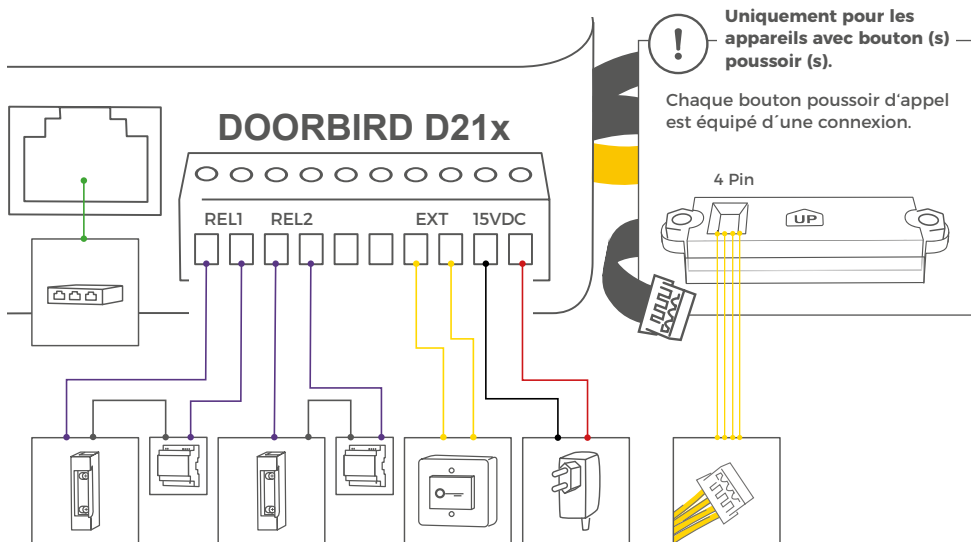 Uniquement pour les
appareils avec bouton (s)
poussoir (s).
Chaque bouton poussoir d'appel
est équipé d´une connexion.
DOORBIRD D21x
REL1 REL2 EXT 15VDC
4 Pin
UP